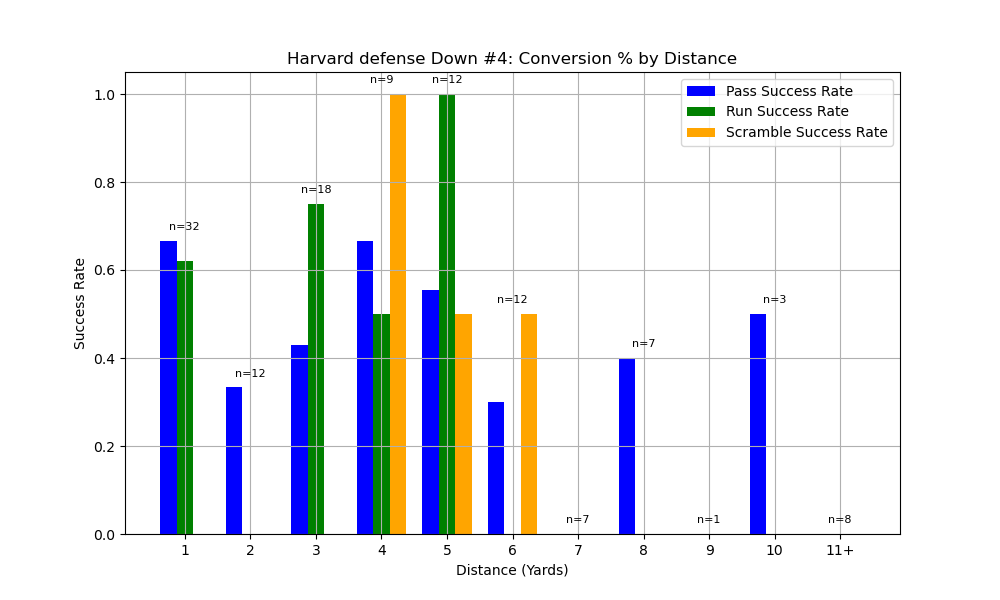 Harvard defense Down #4: Conversion % by Distance
n=9
n=12
Pass Success Rate
Run Success Rate
Scramble Success Rate
1.0
0.8
0.6
0.4
0.2
0.0
Success Rate
n=32
n=12
n=18
n=12
n=7
n=7
n=1
n=3
n=8
1 2 3 4 5 6 7 8 9 10 11+
Distance (Yards)